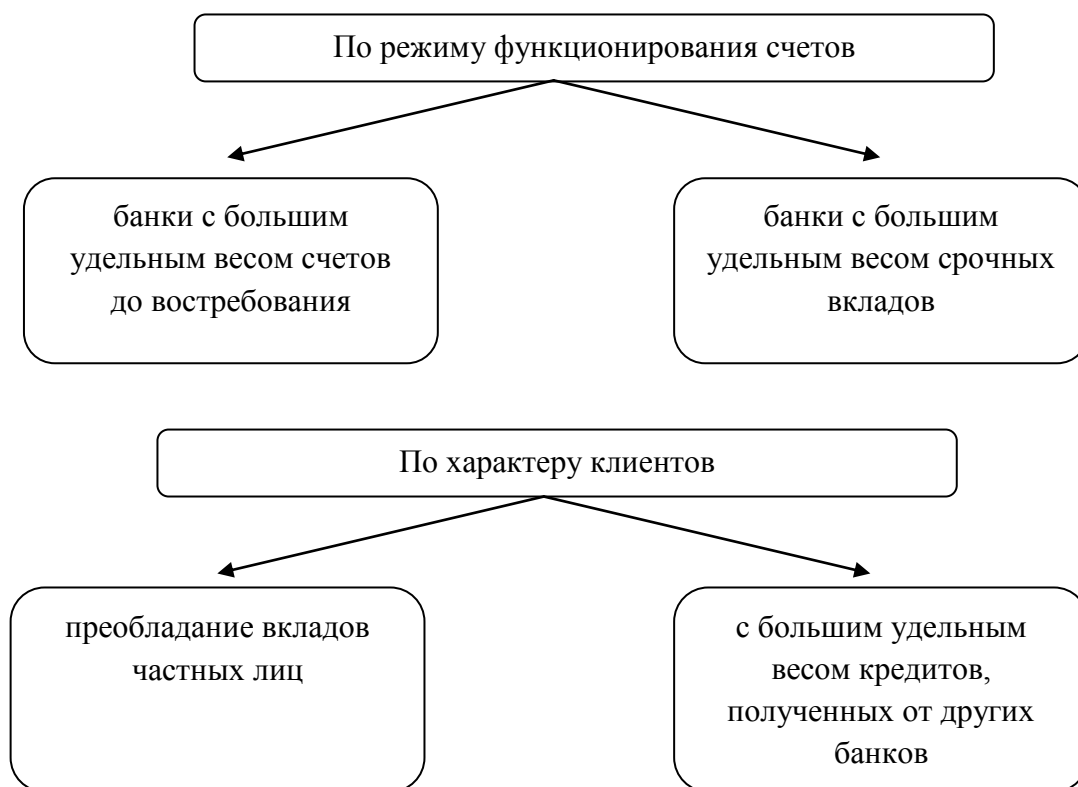 По режиму функционирования счетов
банки с большим
удельным весом счетов
до востребования
банки с большим
удельным весом срочных
вкладов
По характеру клиентов
преобладание вкладов
частных лиц
с большим удельным
весом кредитов,
полученных от других
банков